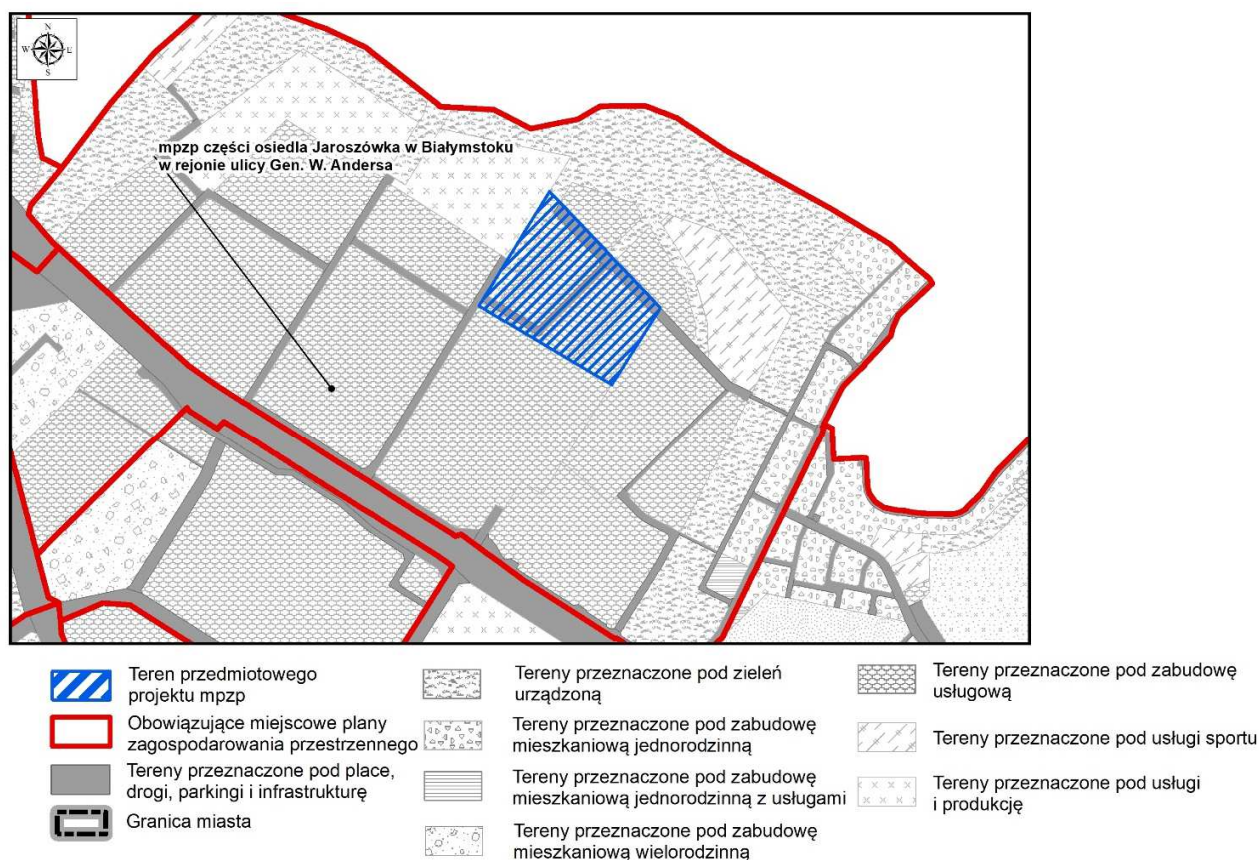 N
W E
S
mpzp części osiedla Jaroszówka w Białymstoku
w rejonie ulicy Gen. W. Andersa
Teren przedmiotowego
projektu mpzp
Obowiązujące miejscowe plany
zagospodarowania przestrzennego
Tereny przeznaczone pod place,
drogi, parkingi i infrastrukturę
Granica miasta
Tereny przeznaczone pod zieleń
urządzoną
Tereny przeznaczone pod zabudowę
mieszkaniową jednorodzinną
Tereny przeznaczone pod zabudowę
mieszkaniową jednorodzinną z usługami
Tereny przeznaczone pod zabudowę
mieszkaniową wielorodzinną
Tereny przeznaczone pod zabudowę
usługową
Tereny przeznaczone pod usługi sportu
Tereny przeznaczone pod usługi
i produkcję